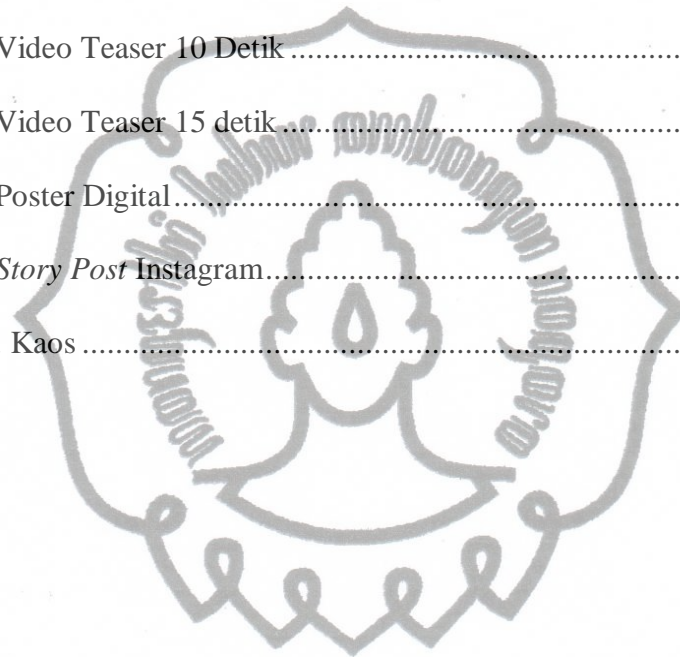 Video Teaser 10 Detik ................................................
Video Teaser 15 detik ................................................
Poster Digital ................................................
Story Post Instagram ................................................
Kaos ................................................